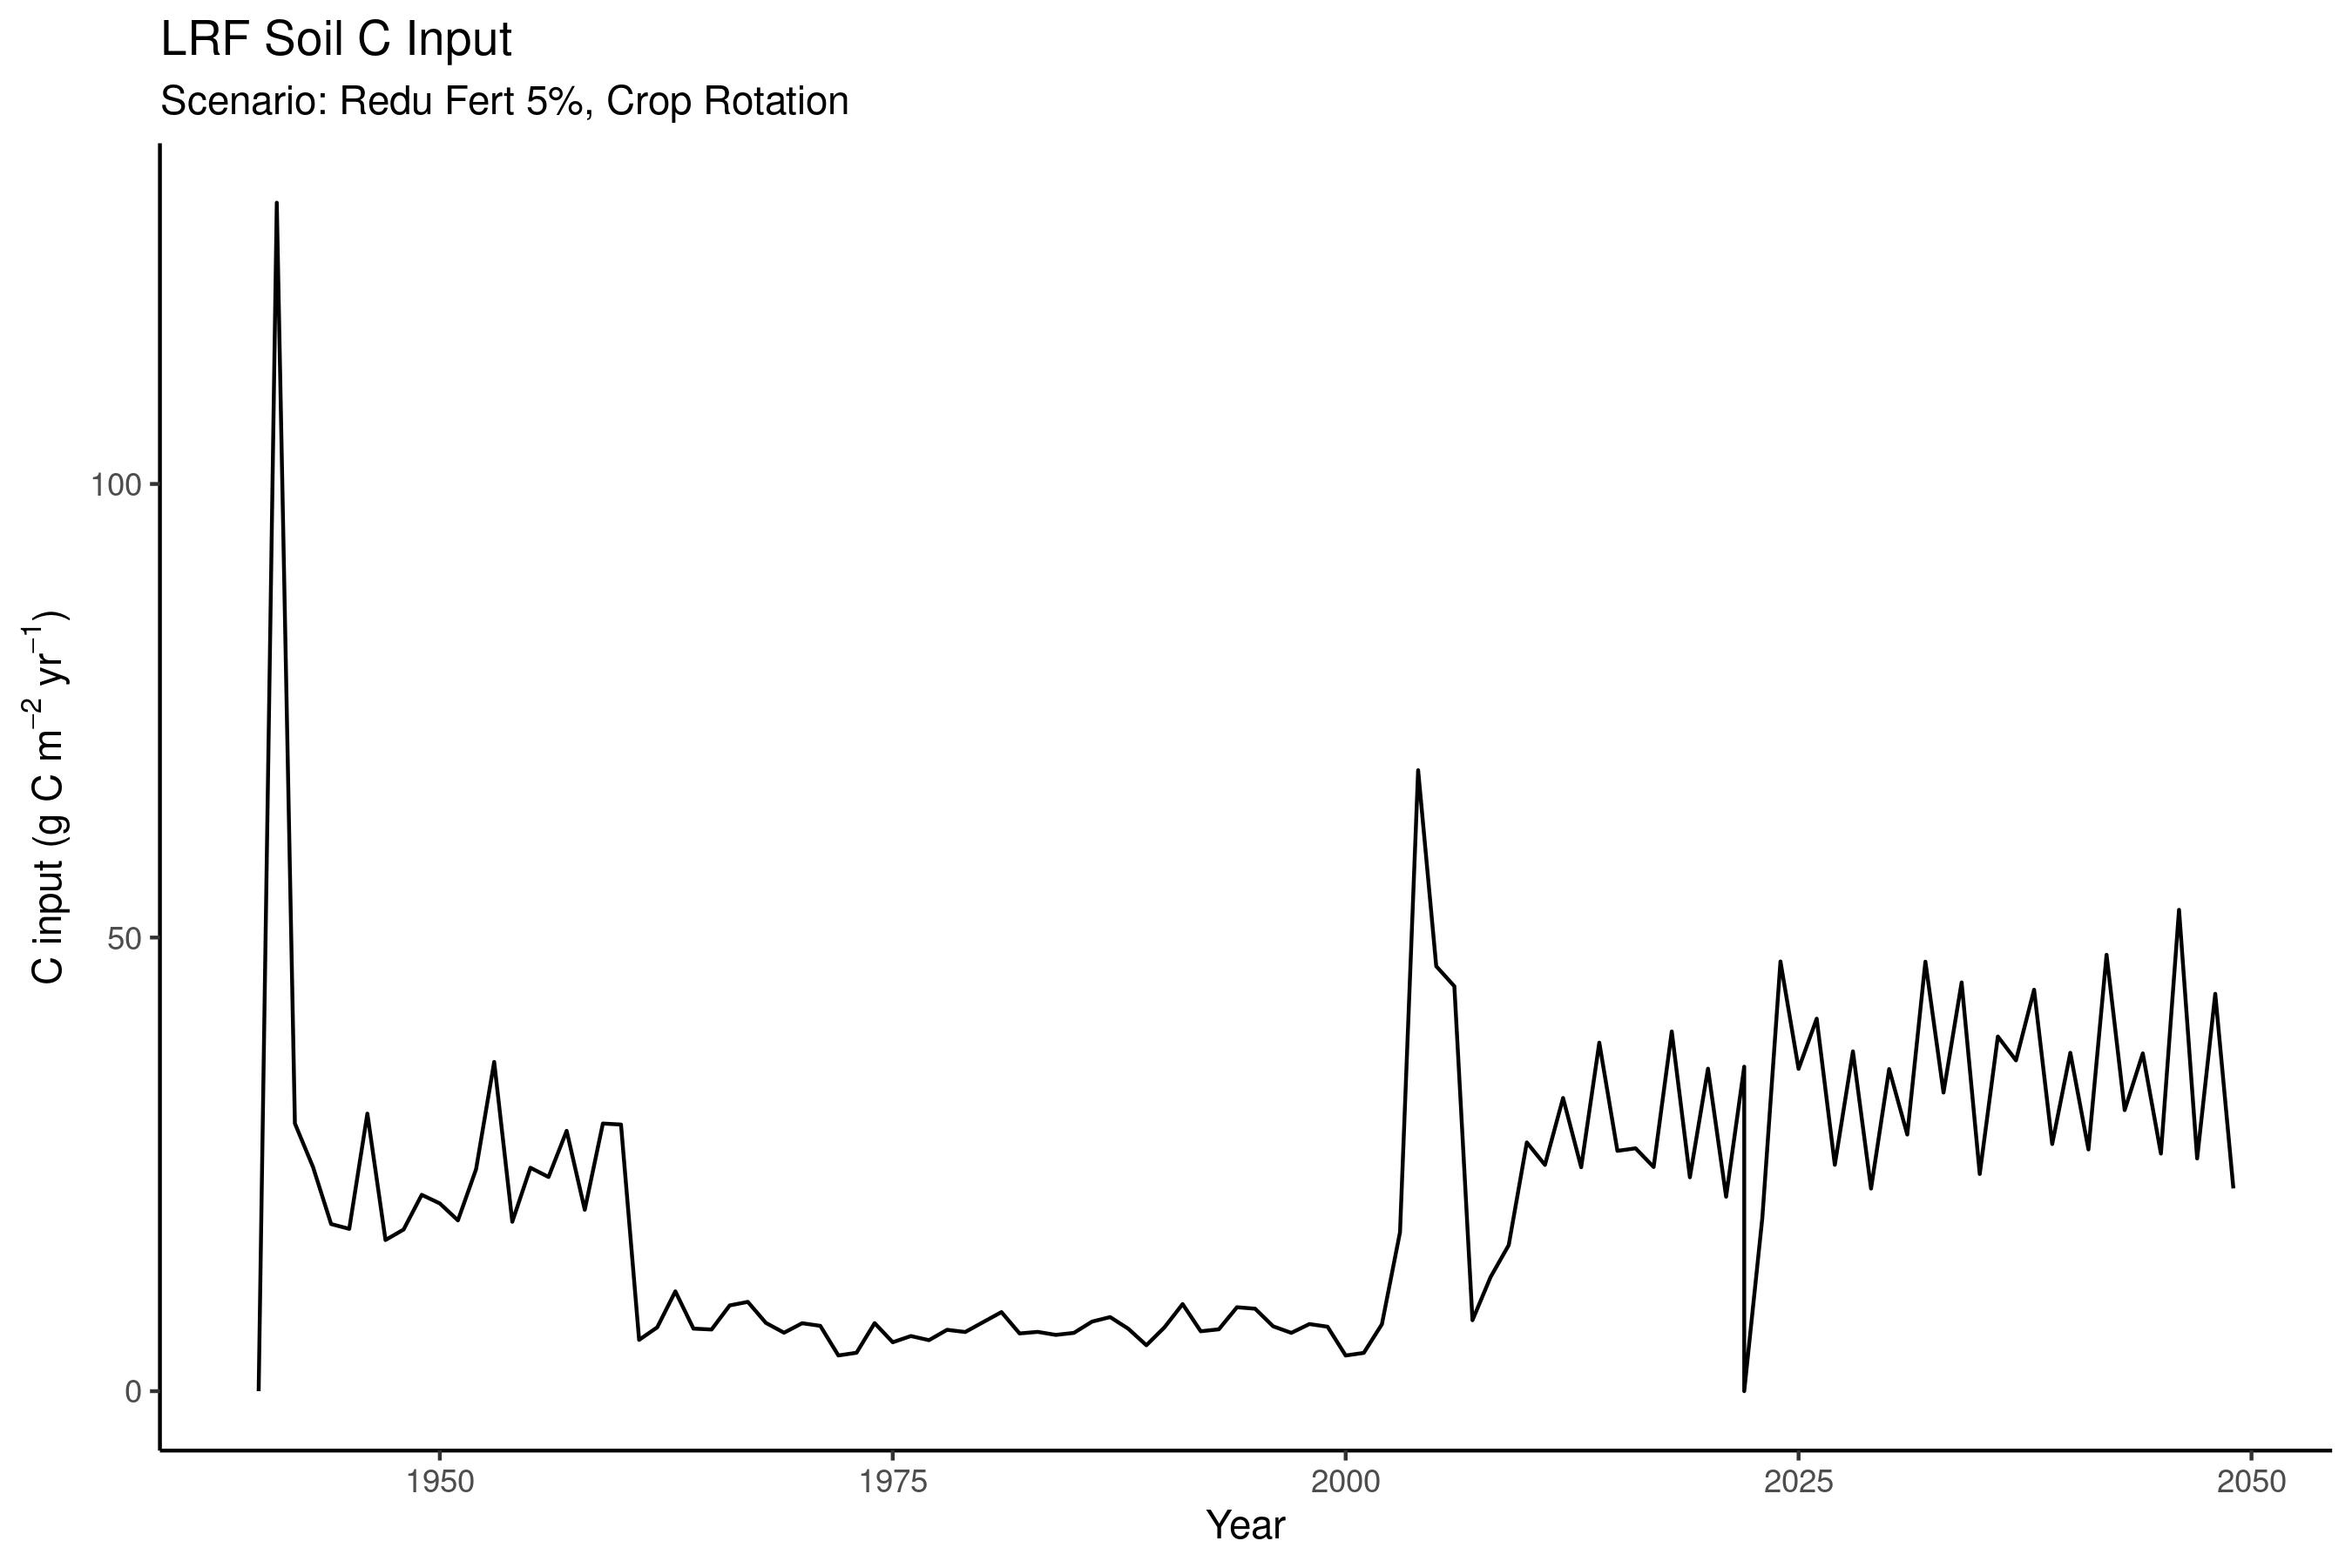 LRF Soil C Input
Scenario: Redu Fert 5%, Crop Rotation
C input (g C m⁻² yr⁻¹)
100
50
0
1950 1975 2000 2025 2050
Year